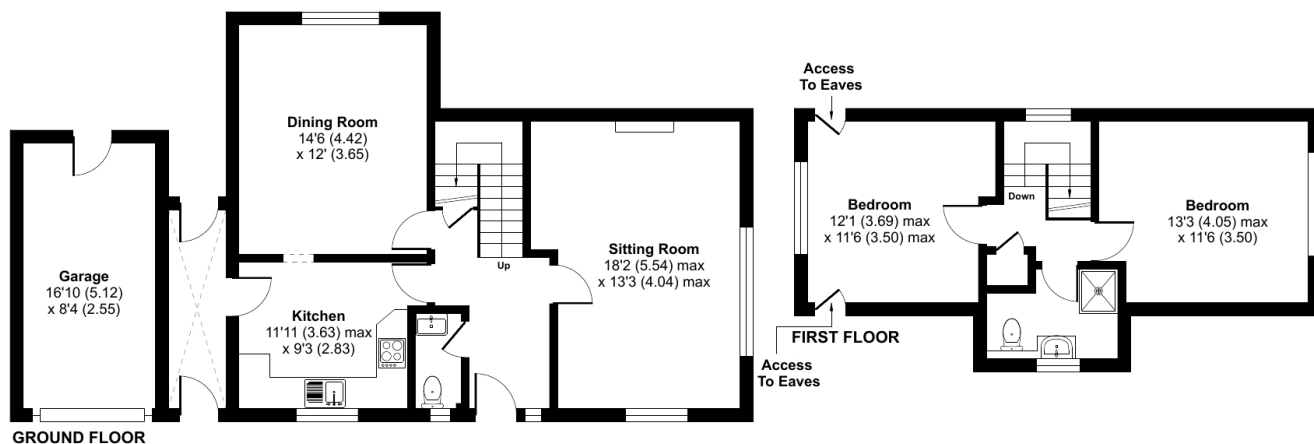 Dining Room
14'6 (4.42)
x 12' (3.65)
Garage
16'10 (5.12)
x 8'4 (2.55)
Kitchen
11'11 (3.63) max
x 9'3 (2.83)
Up
Sitting Room
18'2 (5.54) max
x 13'3 (4.04) max
GROUND FLOOR
Access
To Eaves
Bedroom
12'1 (3.69) max
x 11'6 (3.50) max
Down
Bedroom
13'3 (4.05) max
x 11'6 (3.50)
FIRST FLOOR
Access
To Eaves